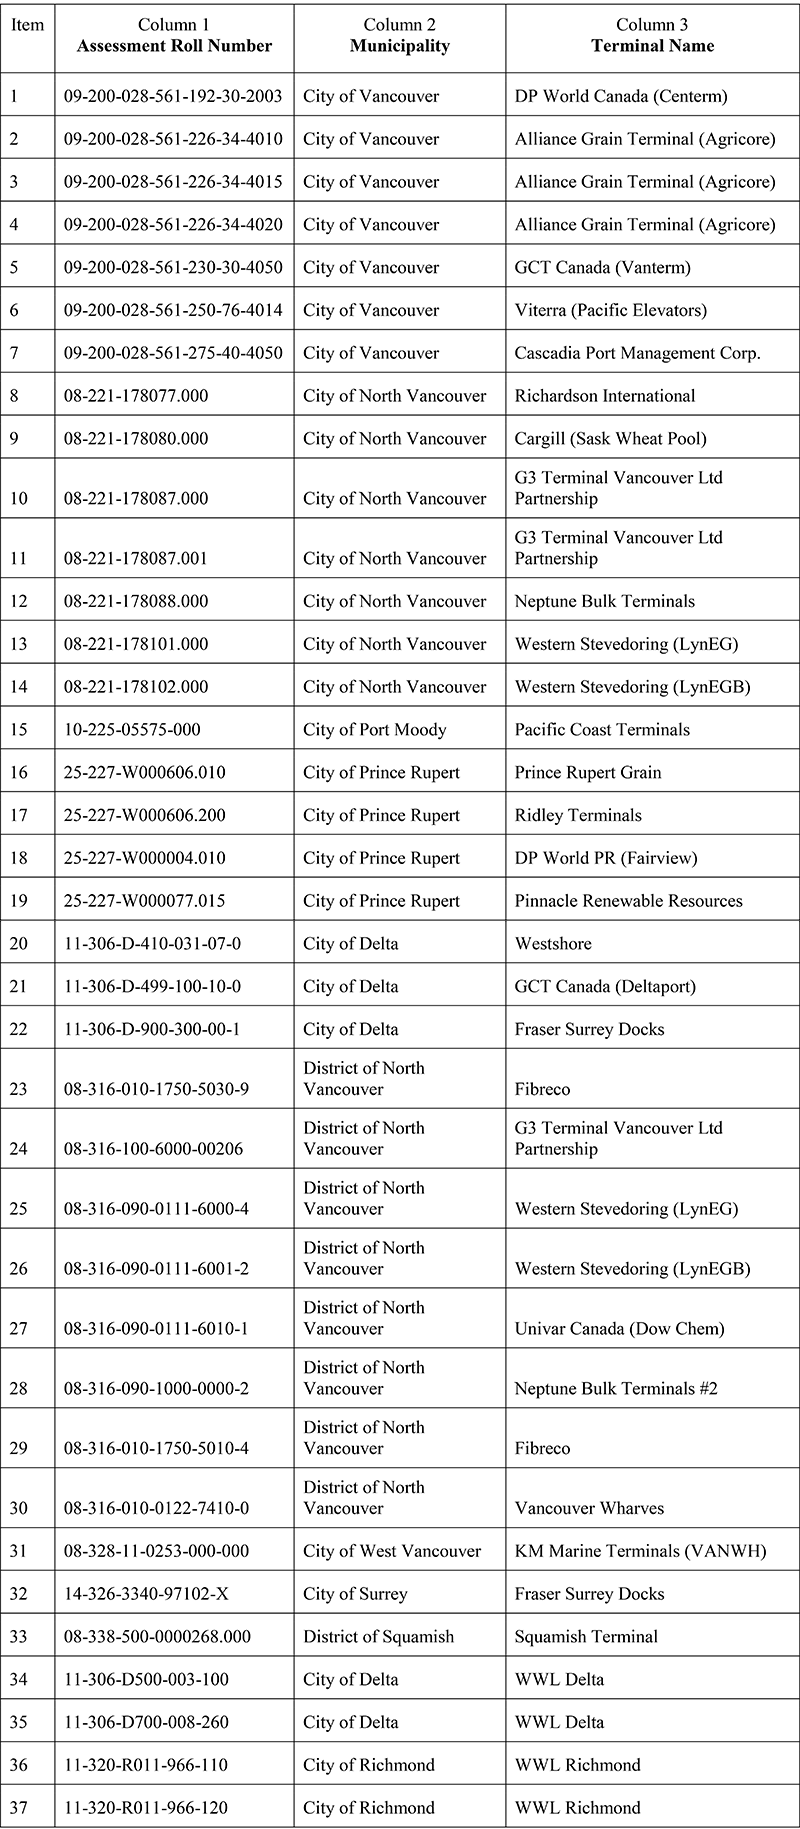 Item Column 1 Column 2 Column 3
Assessment Roll Number Municipality Terminal Name
1 09-200-028-561-192-30-2003 City of Vancouver DP World Canada (Centerm)
2 09-200-028-561-226-34-4010 City of Vancouver Alliance Grain Terminal (Agricore)
3 09-200-028-561-226-34-4015 City of Vancouver Alliance Grain Terminal (Agricore)
4 09-200-028-561-226-34-4020 City of Vancouver Alliance Grain Terminal (Agricore)
5 09-200-028-561-230-30-4050 City of Vancouver GCT Canada (Vanterm)
6 09-200-028-561-250-76-4014 City of Vancouver Viterra (Pacific Elevators)
7 09-200-028-561-275-40-4050 City of Vancouver Cascadia Port Management Corp.
8 08-221-178077.000 City of North Vancouver Richardson International
9 08-221-178080.000 City of North Vancouver Cargill (Sask Wheat Pool)
G3 Terminal Vancouver Ltd
10 08-221-178087.000 City of North Vancouver Partnership
G3 Terminal Vancouver Ltd
11 08-221-178087.001 City of North Vancouver Partnership
12 08-221-178088.000 City of North Vancouver Neptune Bulk Terminals
13 08-221-178101.000 City of North Vancouver Western Stevedoring (LynEG)
14 08-221-178102.000 City of North Vancouver Western Stevedoring (LynEGB)
15 10-225-05575-000 City of Port Moody Pacific Coast Terminals
16 25-227-W000606.010 City of Prince Rupert Prince Rupert Grain
17 25-227-W000606.200 City of Prince Rupert Ridley Terminals
18 25-227-W000004.010 City of Prince Rupert DP World PR (Fairview)
19 25-227-W000077.015 City of Prince Rupert Pinnacle Renewable Resources
20 11-306-D-410-031-07-0 City of Delta Westshore
21 11-306-D-499-100-10-0 City of Delta GCT Canada (Deltaport)
22 11-306-D-900-300-00-1 City of Delta Fraser Surrey Docks
District of North
23 08-316-010-1750-5030-9 Vancouver Fibreco
District of North G3 Terminal Vancouver Ltd
24 08-316-100-6000-00206 Vancouver Partnership
District of North
25 08-316-090-0111-6000-4 Vancouver Western Stevedoring (LynEG)
District of North
26 08-316-090-0111-6001-2 Vancouver Western Stevedoring (LynEGB)
District of North
27 08-316-090-0111-6010-1 Vancouver Univar Canada (Dow Chem)
District of North
28 08-316-090-1000-0000-2 Vancouver Neptune Bulk Terminals #2
District of North
29 08-316-010-1750-5010-4 Vancouver Fibreco
District of North
30 08-316-010-0122-7410-0 Vancouver Vancouver Wharves
31 08-328-11-0253-000-000 City of West Vancouver KM Marine Terminals (VANWH)
32 14-326-3340-97102-X City of Surrey Fraser Surrey Docks
33 08-338-500-0000268.000 District of Squamish Squamish Terminal
34 11-306-D500-003-100 City of Delta WWL Delta
35 11-306-D700-008-260 City of Delta WWL Delta
36 11-320-R011-966-110 City of Richmond WWL Richmond
37 11-320-R011-966-120 City of Richmond WWL Richmond